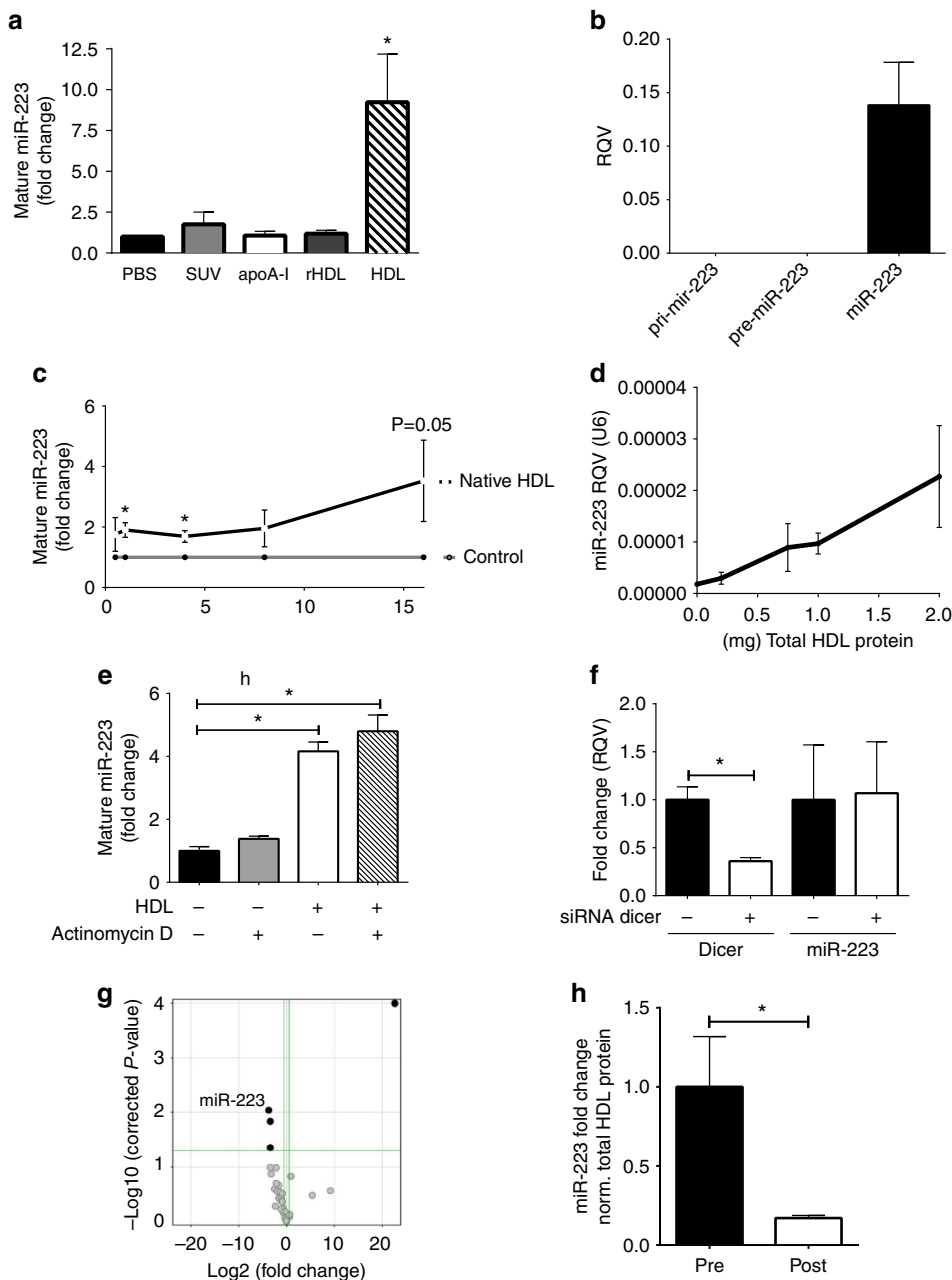 a
Mature miR-223
(fold change)
12.5
10.0
7.5
5.0
2.5
0.0
*
PBS SUV apoA-I rHDL HDL
b
RQV
0.20
0.15
0.10
0.05
0.00
pri-mir-223
pre-miR-223
miR-223
c
Mature miR-223
(fold change)
6
4
2
0
* *
P=0.05
Native HDL
Control
0 5 10 15
d
miR-223 RQV (U6)
0.00004
0.00003
0.00002
0.00001
0.00000
0.0 0.5 1.0 1.5 2.0
(mg) Total HDL protein
e
h
Mature miR-223
(fold change)
6
4
2
0
*
*
HDL – – + +
Actinomycin D – + – +
f
Fold change (RQV)
2.0
1.5
1.0
0.5
0.0
*
siRNA dicer – + – +
Dicer miR-223
g
–Log10 (corrected P-value)
4
3
2
1
0
miR-223
–20 –10 0 10 20
Log2 (fold change)
h
miR-223 fold change
norm. total HDL protein
1.5
1.0
0.5
0.0
*
Pre Post